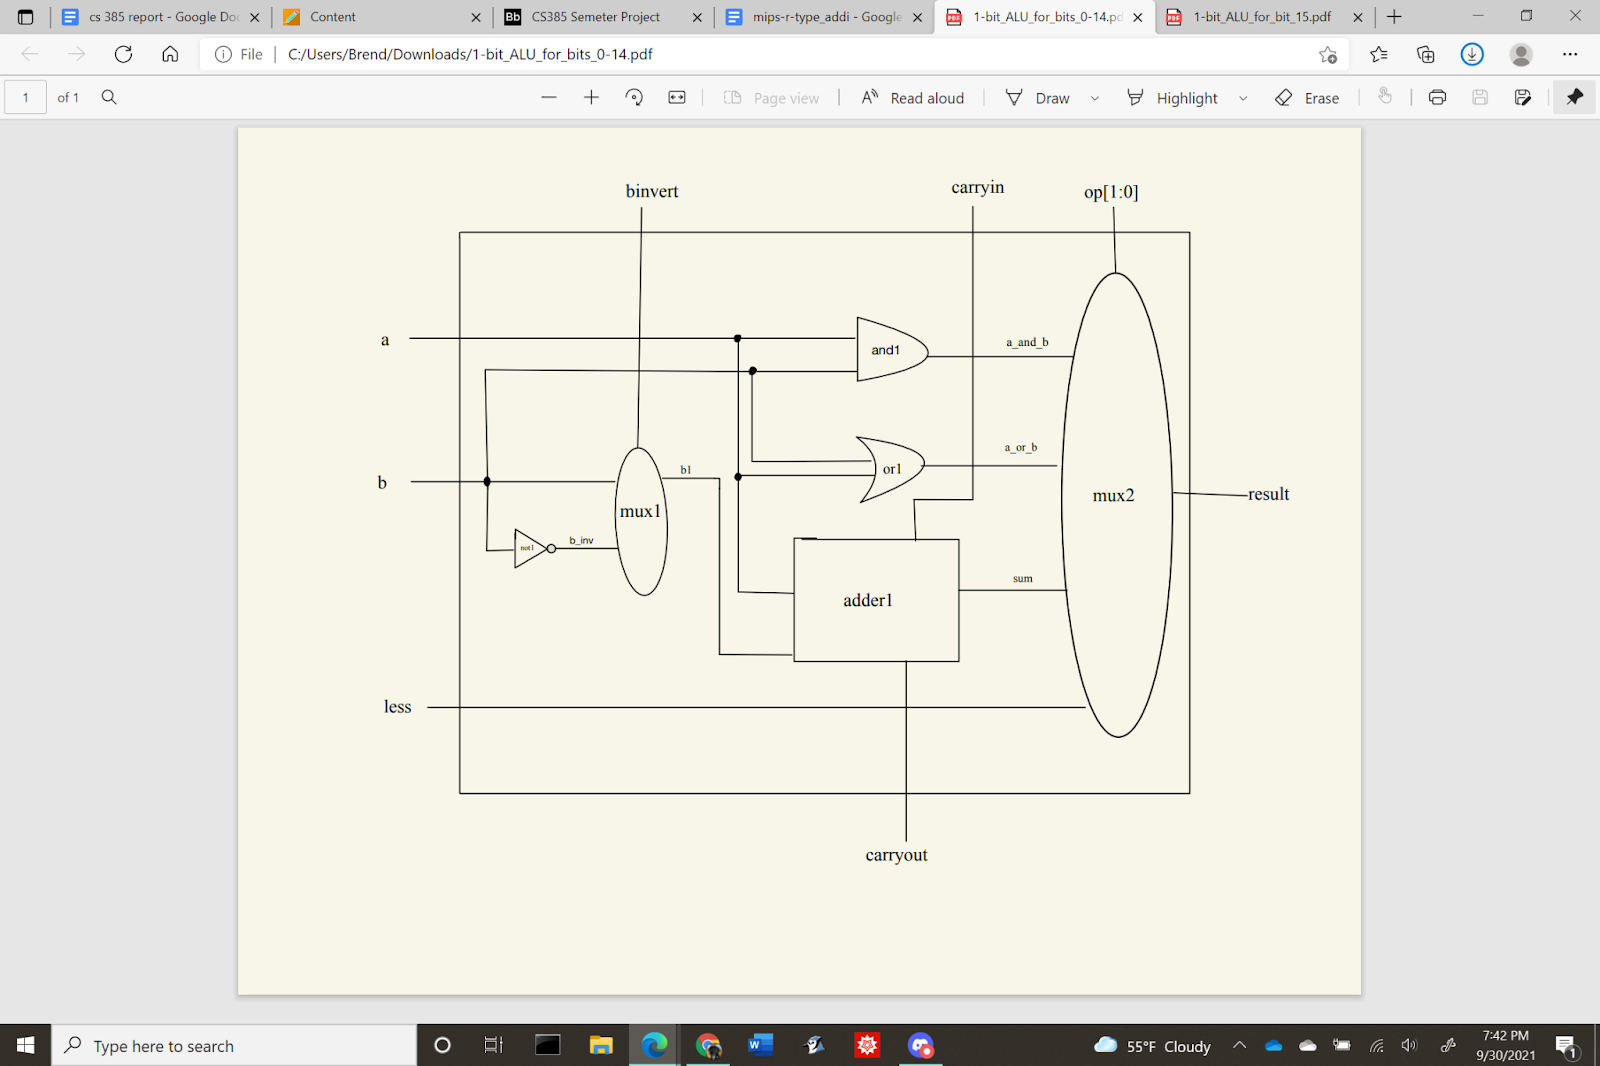 cs 385 report - Google Do
Content
Bb CS385 Semeter Project
mips-r-type_addi - Google
1-bit_ALU_for_bits_0-14.pd
1-bit_ALU_for_bit_15.pdf
File C:/Users/Brend/Downloads/1-bit_ALU_for_bits_0-14.pdf
1 of 1
Page view
Read aloud
Draw
Highlight
Erase
binvert
carryin
op[1:0]
a
and1
a_and_b
b
b1
or1
a_or_b
mux1
mux2
result
not1
b_inv
sum
adder1
less
carryout
Type here to search
55°F Cloudy
7:42 PM
9/30/2021
1